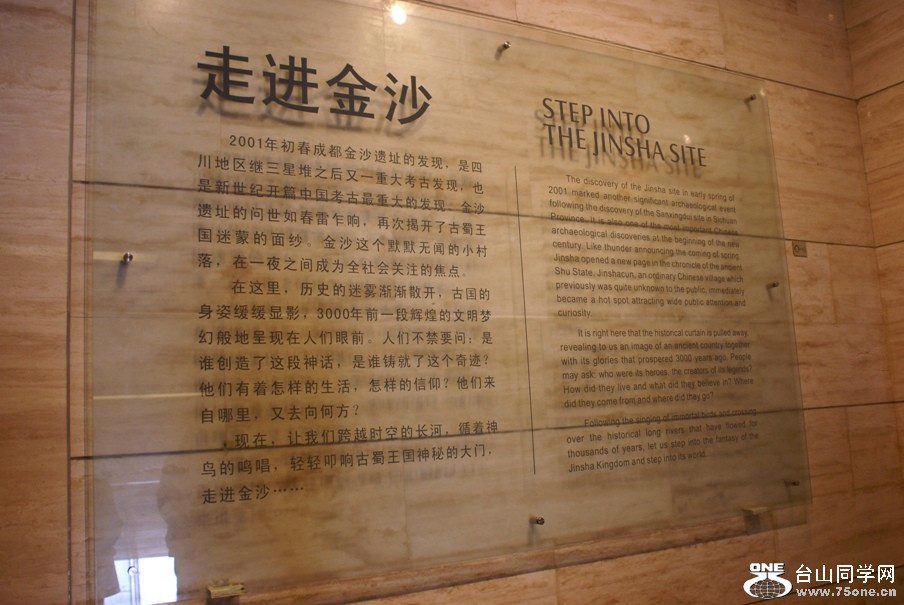 走进金沙
2001年初春成都金沙遗址的发现，是四
川地区继三星堆之后又一重大考古发现，也
是新世纪开篇中国考古最重大的发现。金沙
遗址的问世如春雷乍响，再次揭开了古蜀王
国迷蒙的面纱。金沙这个默默无闻的小村
落，在一夜之间成为全社会关注的焦点。
在这里，历史的迷雾渐渐散开，古国的
身姿缓缓显影，3000年前一段辉煌的文明梦
幻般地呈现在人们眼前。人们不禁要问：是
谁创造了这段神话，是谁铸就了这个奇迹？
他们有着怎样的生活，怎样的信仰？他们来
自哪里，又去向何方？
现在，让我们跨越时空的长河，循着神
鸟的鸣唱，轻轻叩响古蜀王国神秘的大门，
走进金沙……
STEP INTO
THE JINSHA SITE
The discovery of the Jinsha site in early spring of
2001 marked another significant archaeological event
following the discovery of the Sanxingdui site in Sichuan
Province. It is also one of the most important Chinese
archaeological discoveries at the beginning of the new
century. Like thunder announcing the coming of spring,
Jinsha opened a new page in the chronicle of the ancient
Shu State. Jinshacun, an ordinary Chinese village which
previously was quite unknown to the public, immediately
became a hot spot attracting wide public attention and
curiosity.
It is right here that the historical curtain is pulled away,
revealing to us an image of an ancient country together
with its glories that prospered 3000 years ago. People
may ask: who were its heroes, the creators of its legends?
How did they live and what did they believe in? Where
did they come from and where did they go?
Following the singing of immortal birds and crossing
over the historical long rivers that have flowed for
thousands of years, let us step into the fantasy of the
Jinsha Kingdom and step into its world.
ONE
台山同学网
www.75one.cn